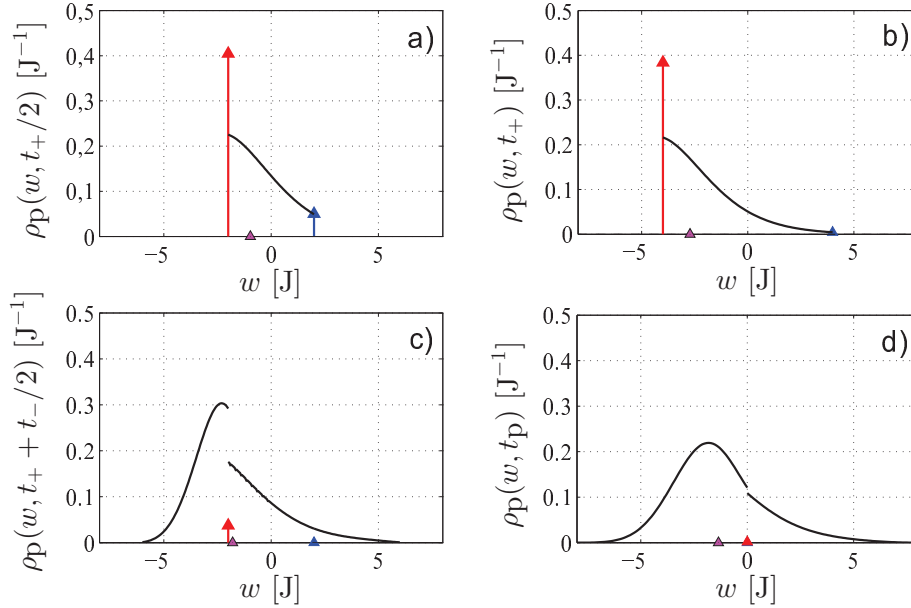 a)
ρp(w, t₊/2) [J⁻¹]
0.5
0.4
0.3
0,2
0,1
0
−5 0 5
w [J]
b)
ρp(w, t₊) [J⁻¹]
0.5
0.4
0.3
0,2
0,1
0
−5 0 5
w [J]
c)
ρp(w, t₊ + t₋/2) [J⁻¹]
0.5
0.4
0.3
0,2
0,1
0
−5 0 5
w [J]
d)
ρp(w, tp) [J⁻¹]
0.5
0.4
0.3
0,2
0,1
0
−5 0 5
w [J]